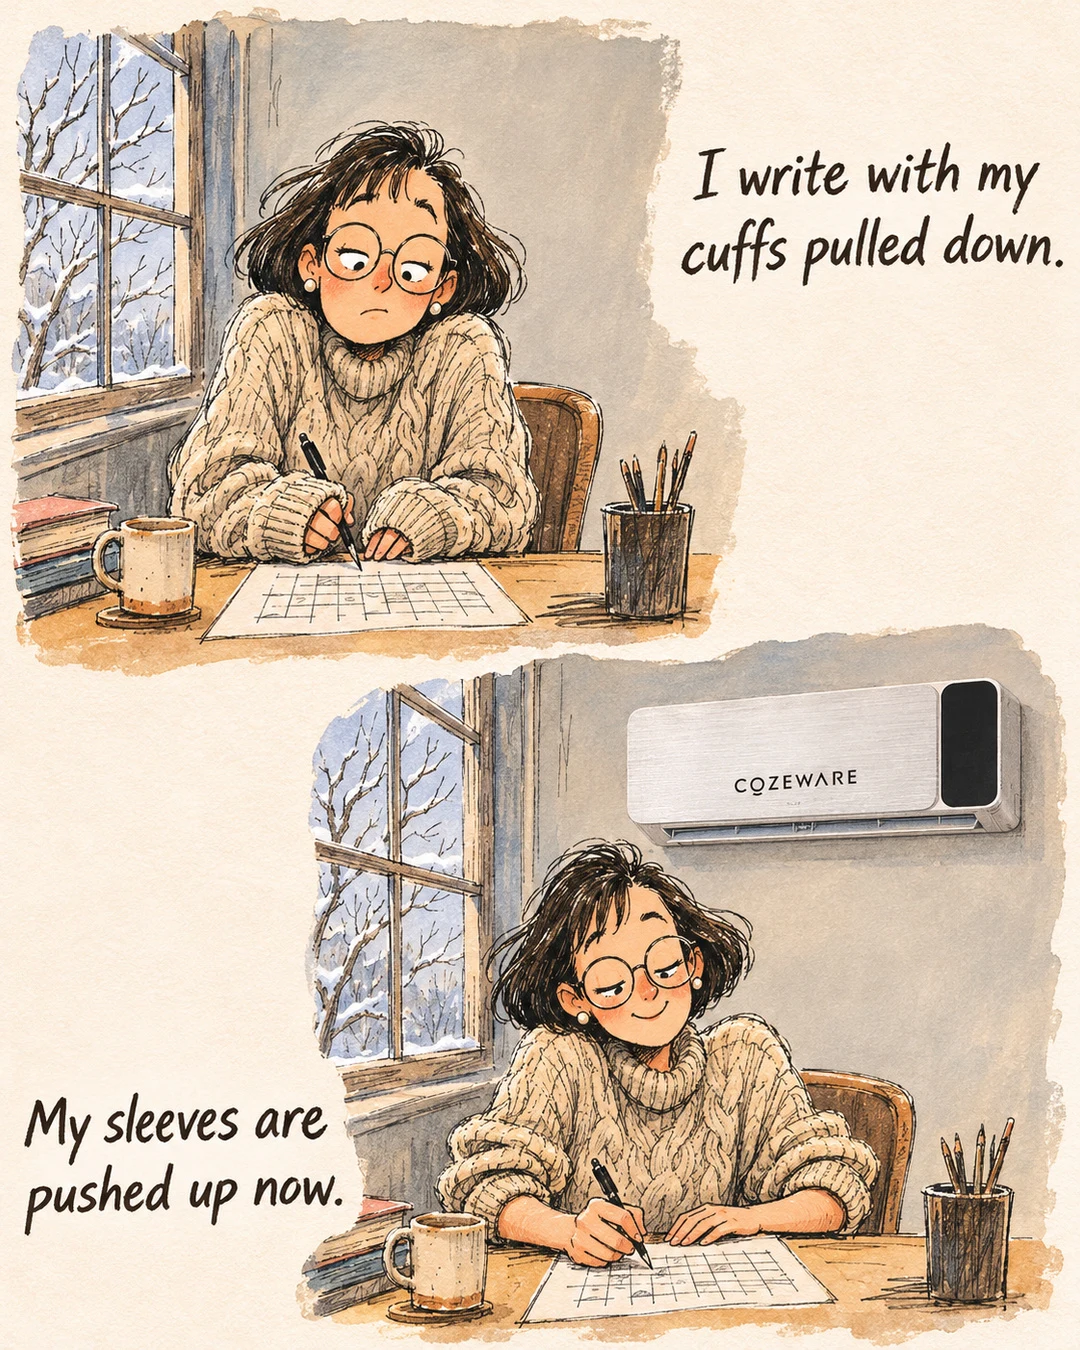 I write with my
cuffs pulled down.
COZEWARE
My sleeves are
pushed up now.